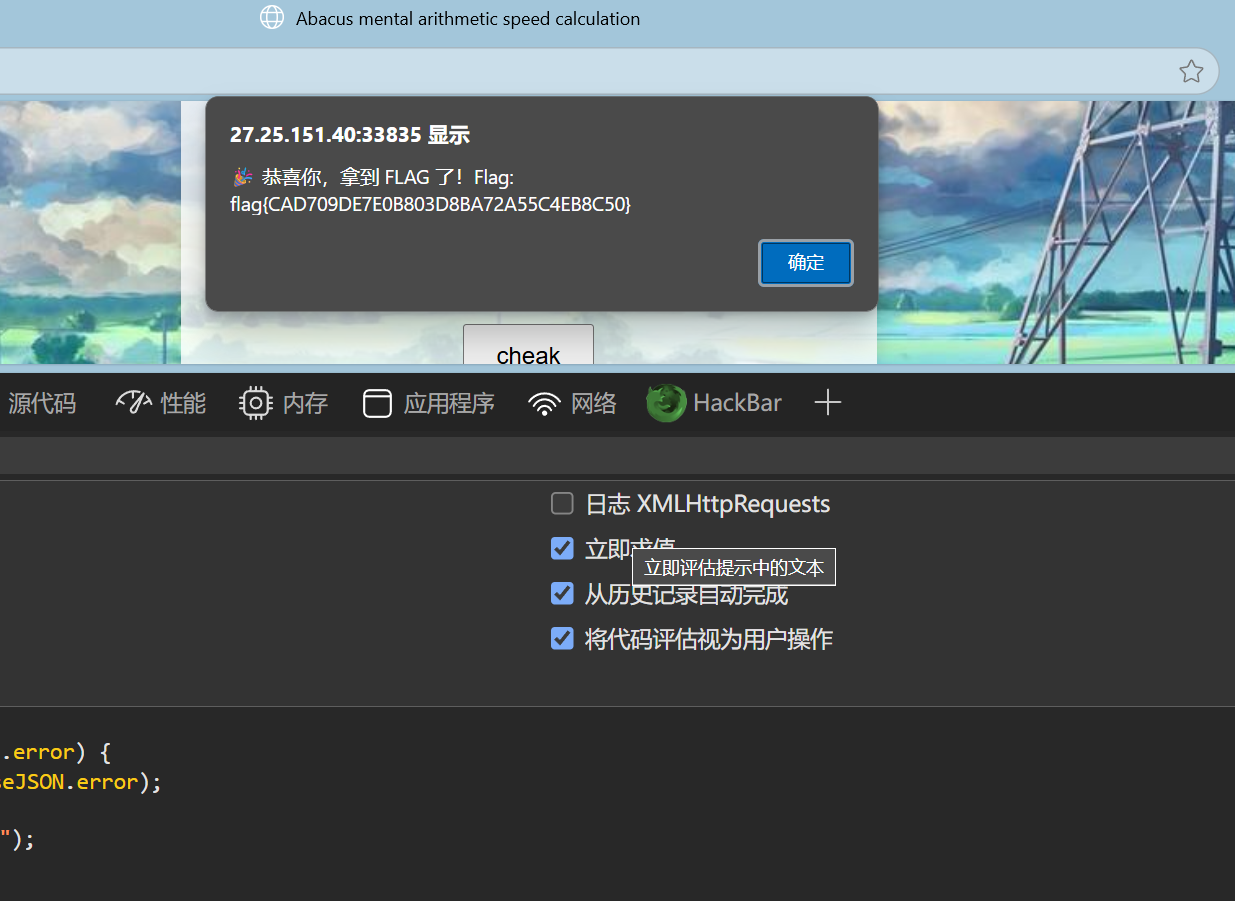 Abacus mental arithmetic speed calculation
27.25.151.40:33835 显示
🎉 恭喜你，拿到 FLAG 了！Flag:
flag{CAD709DE7E0B803D8BA72A55C4EB8C50}
确定
cheak
源代码 性能 内存 应用程序 网络 HackBar
日志 XMLHttpRequests
立即求值
立即评估提示中的文本
从历史记录自动完成
将代码评估视为用户操作
.error) {
eJSON.error);
");